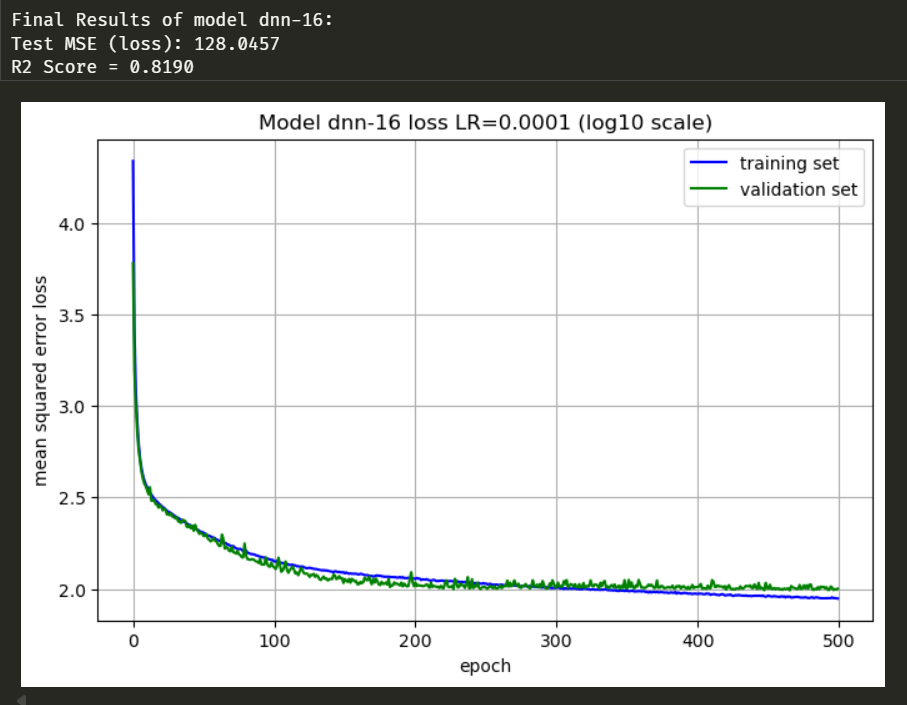 Final Results of model dnn-16:
Test MSE (loss): 128.0457
R2 Score = 0.8190
Model dnn-16 loss LR=0.0001 (log10 scale)
training set
validation set
mean squared error loss
4.0
3.5
3.0
2.5
2.0
0 100 200 300 400 500
epoch